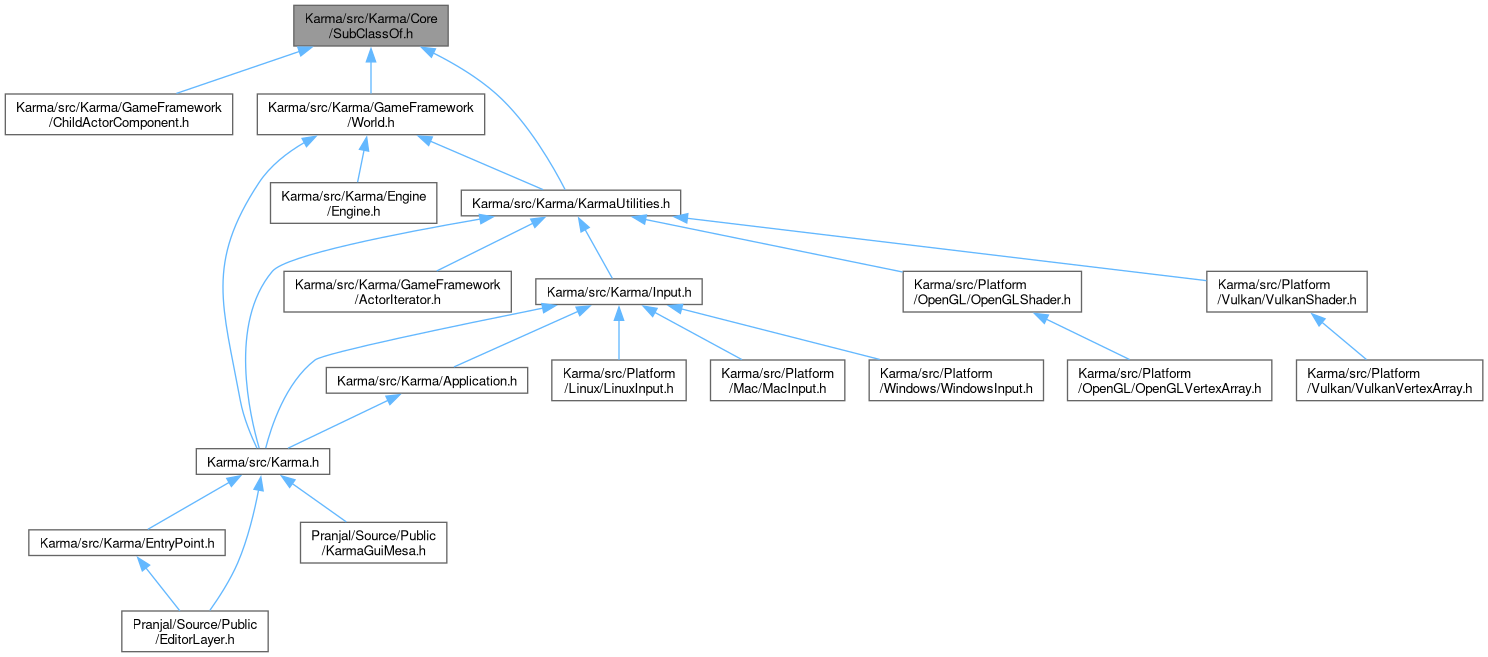 Karma/src/Karma/Core
/SubClassOf.h
Karma/src/Karma/GameFramework
/ChildActorComponent.h
Karma/src/Karma/GameFramework
/World.h
Karma/src/Karma/Engine
/Engine.h
Karma/src/Karma/KarmaUtilities.h
Karma/src/Karma/GameFramework
/ActorIterator.h
Karma/src/Karma/Input.h
Karma/src/Platform
/OpenGL/OpenGLShader.h
Karma/src/Platform
/Vulkan/VulkanShader.h
Karma/src/Karma/Application.h
Karma/src/Platform
/Linux/LinuxInput.h
Karma/src/Platform
/Mac/MacInput.h
Karma/src/Platform
/Windows/WindowsInput.h
Karma/src/Platform
/OpenGL/OpenGLVertexArray.h
Karma/src/Platform
/Vulkan/VulkanVertexArray.h
Karma/src/Karma.h
Karma/src/Karma/EntryPoint.h
Pranjal/Source/Public
/KarmaGuiMesa.h
Pranjal/Source/Public
/EditorLayer.h